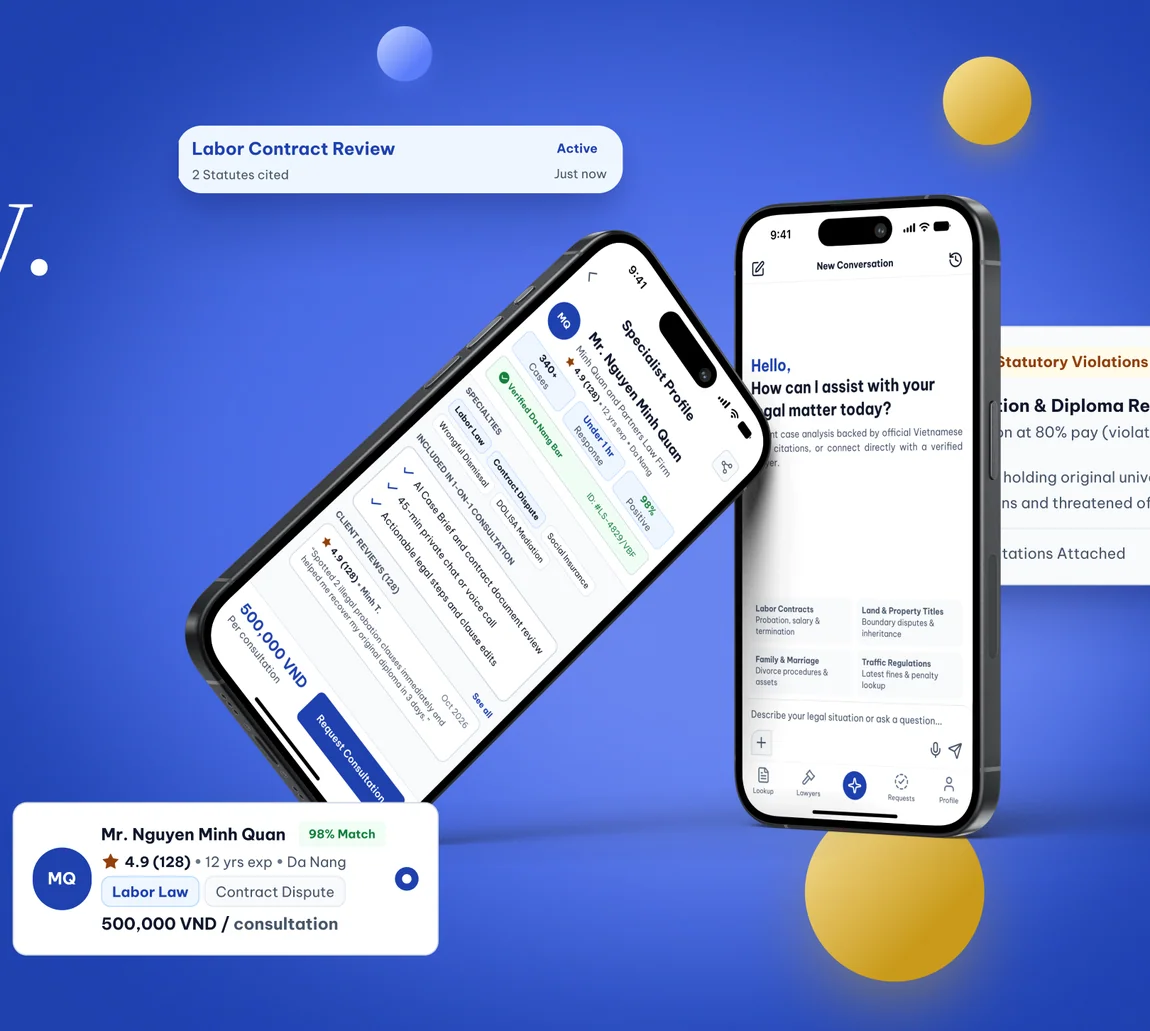 y.
Labor Contract Review
Active
2 Statutes cited
Just now
9:41
Specialist Profile
MQ
Mr. Nguyen Minh Quan
Minh Quan and Partners Law Firm
4.9 (128) • 12 yrs exp • Da Nang
340+
Cases
Under 1 hr
Response
98%
Positive
Verified Da Nang Bar
ID: #LS-4829/VBF
SPECIALTIES
Labor Law
Contract Dispute
Social Insurance
Wrongful Dismissal
DOLISA Mediation
INCLUDED IN 1-ON-1 CONSULTATION
AI Case Brief and contract document review
45-min private chat or voice call
Actionable legal steps and clause edits
CLIENT REVIEWS (128)
See all
4.9 (128) • Minh T.
Oct 2026
"Spotted 2 illegal probation clauses immediately and
helped me recover my original diploma in 3 days."
500,000 VND
Per consultation
Request Consultation
9:41
New Conversation
Hello,
How can I assist with your
gal matter today?
nt case analysis backed by official Vietnamese
citations, or connect directly with a verified
yer.
Labor Contracts
Probation, salary &
termination
Land & Property Titles
Boundary disputes &
inheritance
Family & Marriage
Divorce procedures &
assets
Traffic Regulations
Latest fines & penalty
lookup
Describe your legal situation or ask a question...
Lookup
Lawyers
Requests
Profile
Statutory Violations
tion & Diploma Re
on at 80% pay (violat
holding original unive
ns and threatened of
tations Attached
MQ
Mr. Nguyen Minh Quan
98% Match
4.9 (128) • 12 yrs exp • Da Nang
Labor Law
Contract Dispute
500,000 VND / consultation